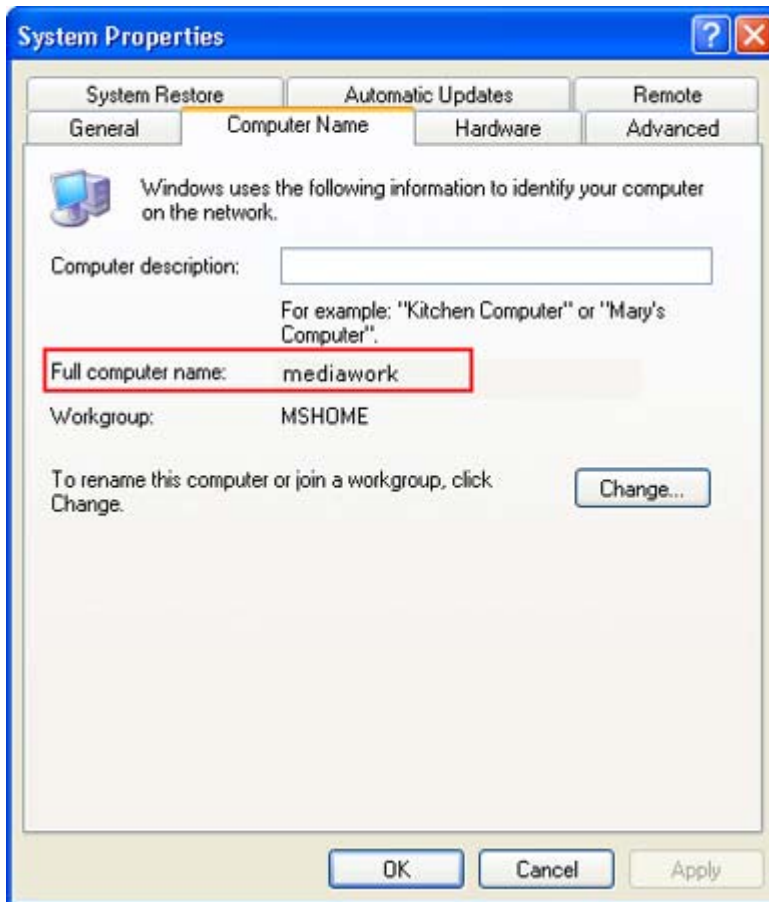 System Properties
System Restore Automatic Updates Remote
General Computer Name Hardware Advanced
Windows uses the following information to identify your computer
on the network.
Computer description:
For example: "Kitchen Computer" or "Mary's
Computer".
Full computer name: mediawork
Workgroup: MSHOME
To rename this computer or join a workgroup, click
Change.
Change...
OK Cancel Apply